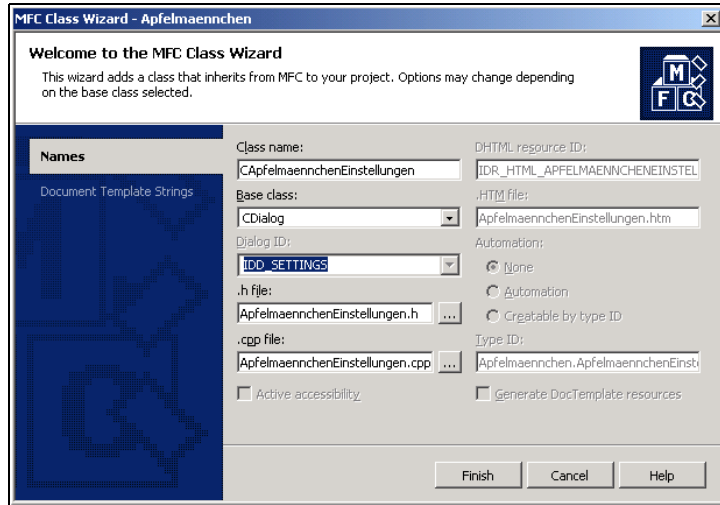 MFC Class Wizard - Apfelmaennchen
Welcome to the MFC Class Wizard
This wizard adds a class that inherits from MFC to your project. Options may change depending
on the base class selected.
M
F C
Names
Document Template Strings
Class name:
CApfelmaennchenEinstellungen
Base class:
CDialog
Dialog ID:
IDD_SETTINGS
.h file:
ApfelmaennchenEinstellungen.h
...
.cpp file:
ApfelmaennchenEinstellungen.cpp
...
Active accessibility
DHTML resource ID:
IDR_HTML_APFELMAENNCHENEINSTEL
.HTM file:
ApfelmaennchenEinstellungen.htm
Automation:
None
Automation
Creatable by type ID
Type ID:
Apfelmaennchen.ApfelmaennchenEinst
Generate DocTemplate resources
Finish
Cancel
Help